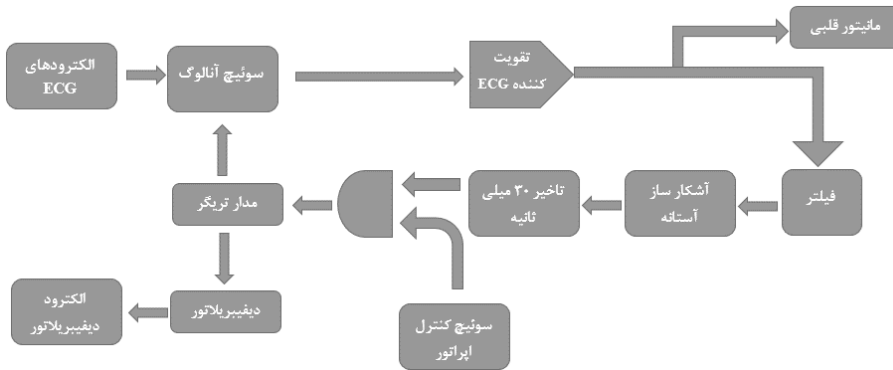 مانیتور قلبی
الکترودهای
ECG
سوئیچ آنالوگ
تقویت
کننده ECG
فیلتر
آشکار ساز
آستانه
تاخیر ۳۰ میلی
ثانیه
مدار تریگر
دیفیبریلاتور
الکترود
دیفیبریلاتور
سوئیچ کنترل
اپراتور